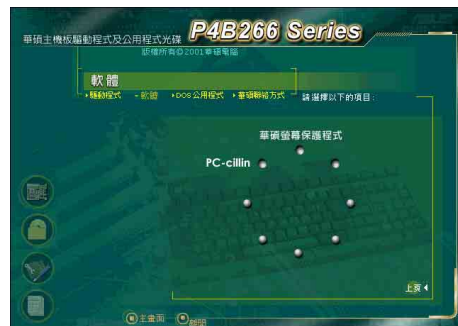 P4B266 Series
華碩主機板驅動程式及公用程式光碟
版權所有©2001華碩電腦
軟體
驅動程式 軟體 DOS公用程式 華碩聯絡方式 請選擇以下的項目:
華碩螢幕保護程式
PC-cillin
上頁
主畫面 離開